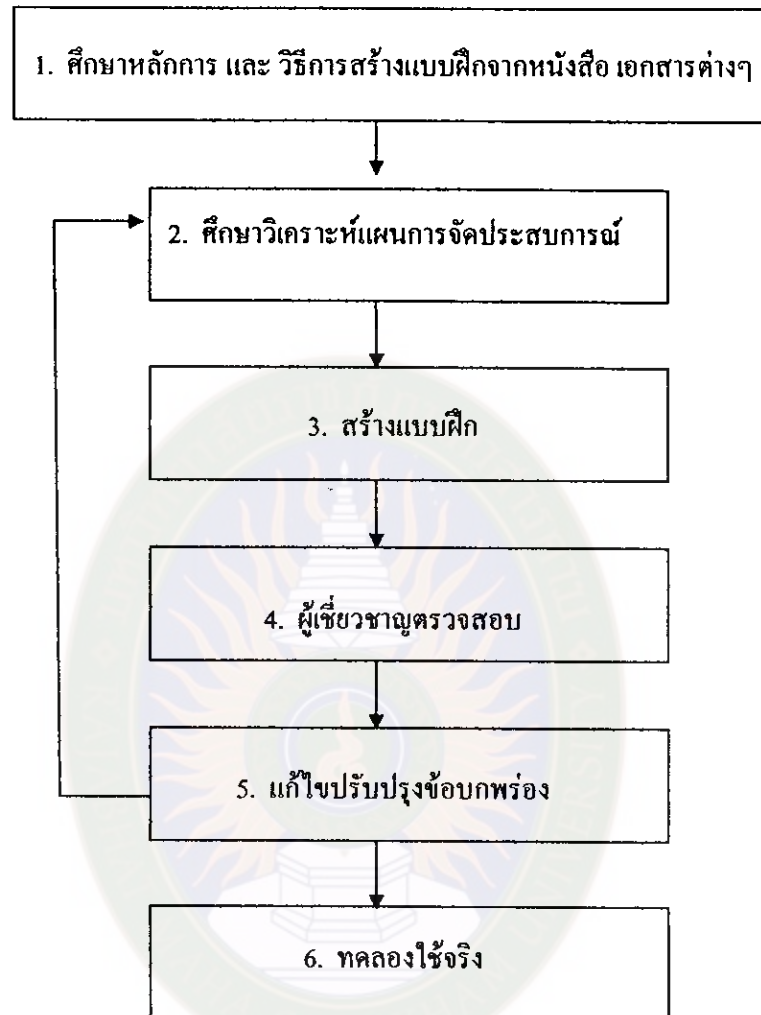 1. ศึกษาหลักการ และ วิธีการสร้างแบบฝึกจากหนังสือ เอกสารต่างๆ
2. ศึกษาวิเคราะห์แผนการจัดประสบการณ์
3. สร้างแบบฝึก
4. ผู้เชี่ยวชาญตรวจสอบ
5. แก้ไขปรับปรุงข้อบกพร่อง
6. ทดลองใช้จริง